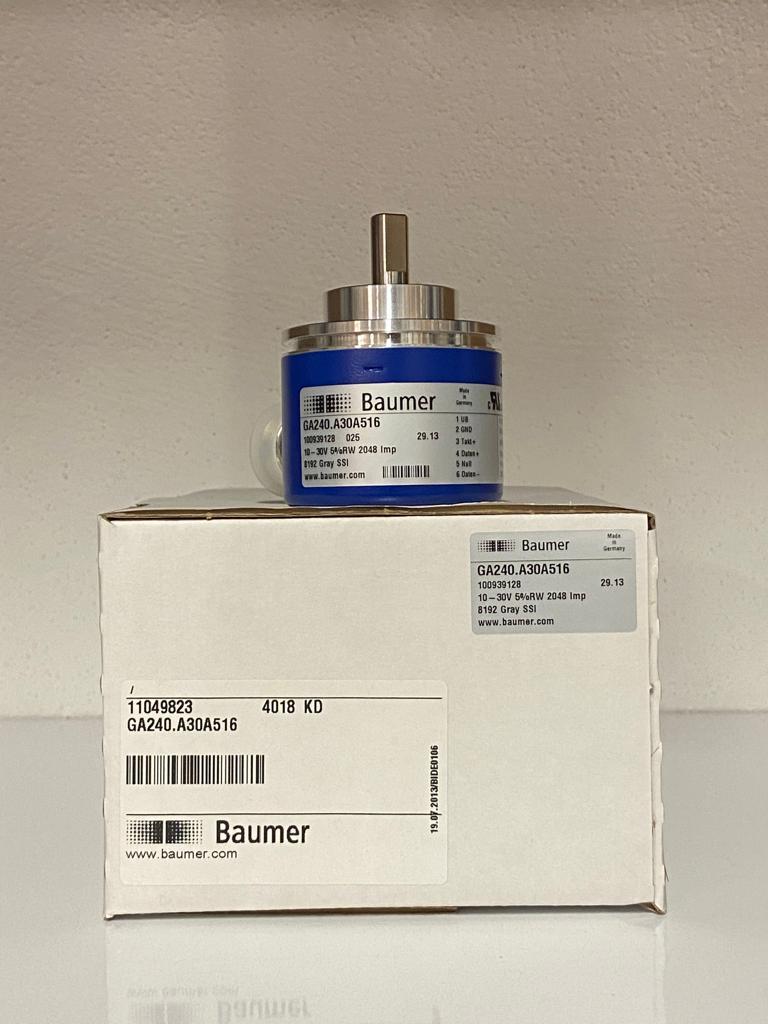 Baumer
Made
in
Germany
GA240.A30A516
100939128 025 29.13
10-30V 5%RW 2048 Imp
8192 Gray SSI
www.baumer.com
1 UB
2 GND
3 Takt+
4 Daten+
5 Null
6 Daten-
Baumer
Made
in
Germany
GA240.A30A516
100939128 29.13
10-30V 5%RW 2048 Imp
8192 Gray SSI
www.baumer.com
/
11049823 4018 KD
GA240.A30A516
19.07.2013/BIDE0106
Baumer
www.baumer.com